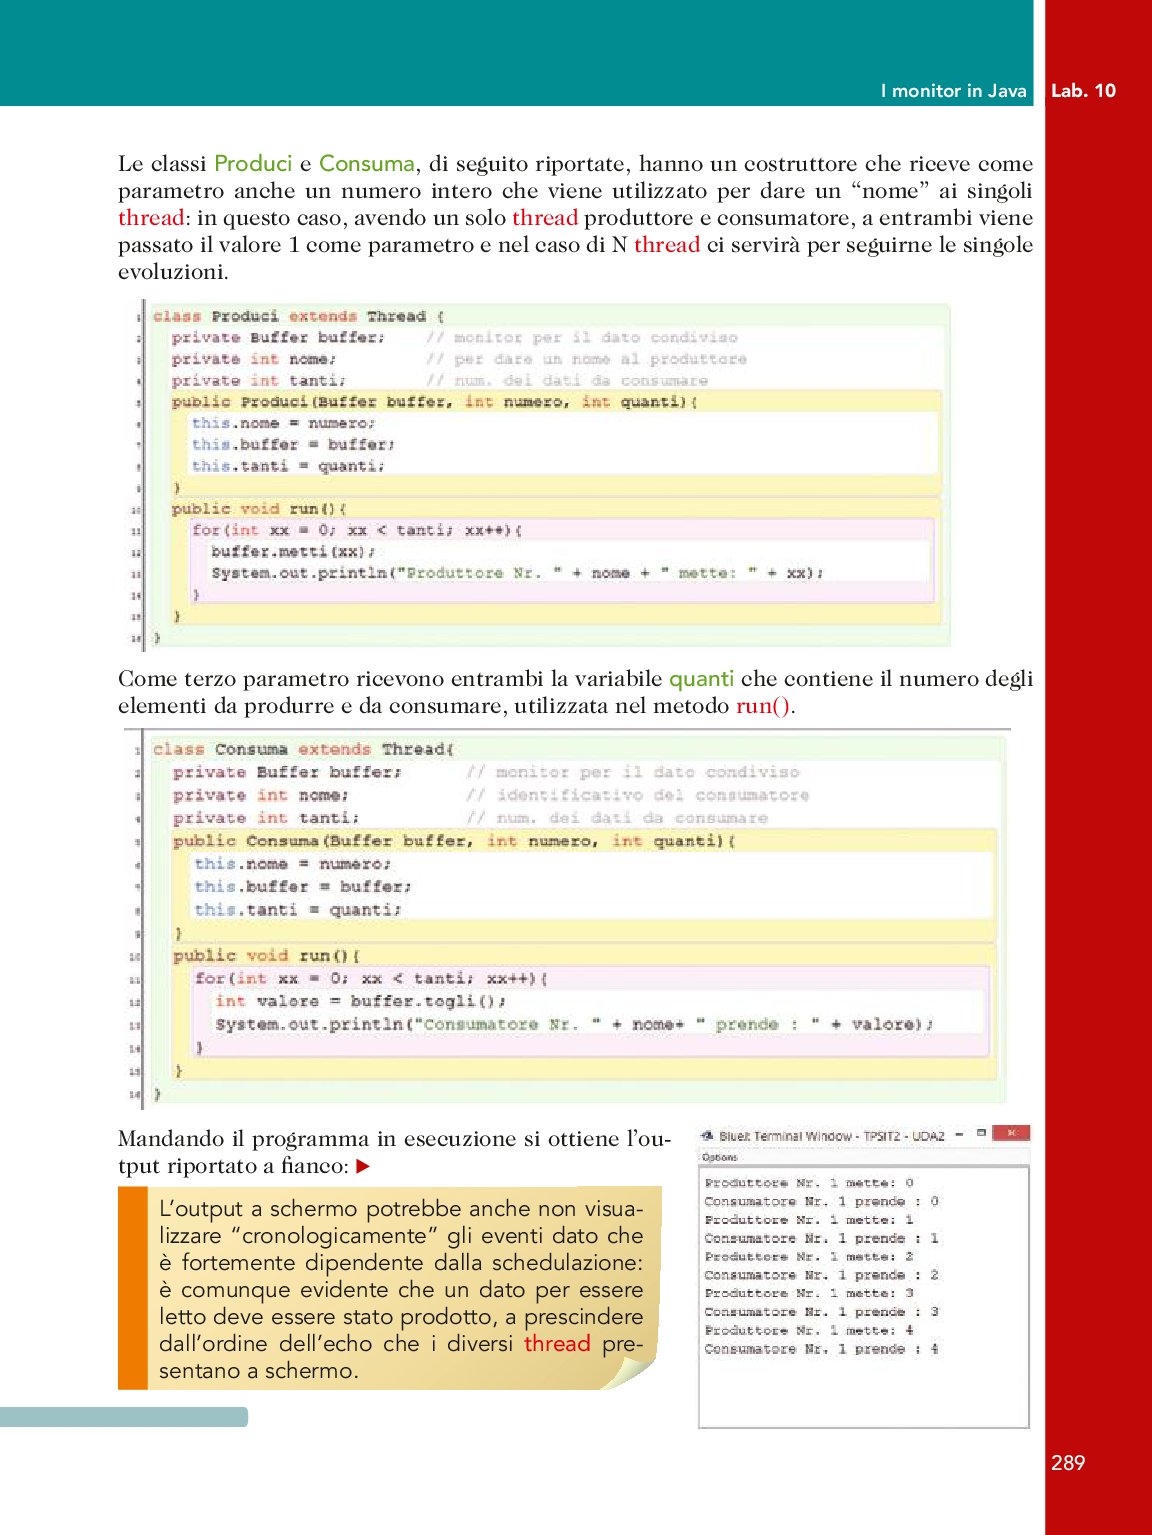 I monitor in Java Lab. 10
Le classi Produci e Consuma, di seguito riportate, hanno un costruttore che riceve come
parametro anche un numero intero che viene utilizzato per dare un “nome” ai singoli
thread: in questo caso, avendo un solo thread produttore e consumatore, a entrambi viene
passato il valore 1 come parametro e nel caso di N thread ci servirà per seguirne le singole
evoluzioni.
1 class Produci extends Thread {
2 private Buffer buffer; // monitor per il dato condiviso
3 private int nome; // per dare un nome al produttore
4 private int tanti; // num. dei dati da consumare
5 public Produci(Buffer buffer, int numero, int quanti){
6 this.nome = numero;
7 this.buffer = buffer;
8 this.tanti = quanti;
9 }
10 public void run(){
11 for(int xx = 0; xx < tanti; xx++){
12 buffer.metti(xx);
13 System.out.println("Produttore Nr. " + nome + " mette: " + xx);
14 }
15 }
16 }
Come terzo parametro ricevono entrambi la variabile quanti che contiene il numero degli
elementi da produrre e da consumare, utilizzata nel metodo run().
1 class Consuma extends Thread{
2 private Buffer buffer; // monitor per il dato condiviso
3 private int nome; // identificativo del consumatore
4 private int tanti; // num. dei dati da consumare
5 public Consuma(Buffer buffer, int numero, int quanti){
6 this.nome = numero;
7 this.buffer = buffer;
8 this.tanti = quanti;
9 }
10 public void run(){
11 for(int xx = 0; xx < tanti; xx++){
12 int valore = buffer.togli();
13 System.out.println("Consumatore Nr. " + nome+ " prende : " + valore);
14 }
15 }
16 }
Mandando il programma in esecuzione si ottiene l’ou-
tput riportato a fianco:
L’output a schermo potrebbe anche non visua-
lizzare “cronologicamente” gli eventi dato che
è fortemente dipendente dalla schedulazione:
è comunque evidente che un dato per essere
letto deve essere stato prodotto, a prescindere
dall’ordine dell’echo che i diversi thread pre-
sentano a schermo.
BlueJ: Terminal Window - TPSIT2 - UDA2
Options
Produttore Nr. 1 mette: 0
Consumatore Nr. 1 prende : 0
Produttore Nr. 1 mette: 1
Consumatore Nr. 1 prende : 1
Produttore Nr. 1 mette: 2
Consumatore Nr. 1 prende : 2
Produttore Nr. 1 mette: 3
Consumatore Nr. 1 prende : 3
Produttore Nr. 1 mette: 4
Consumatore Nr. 1 prende : 4
289